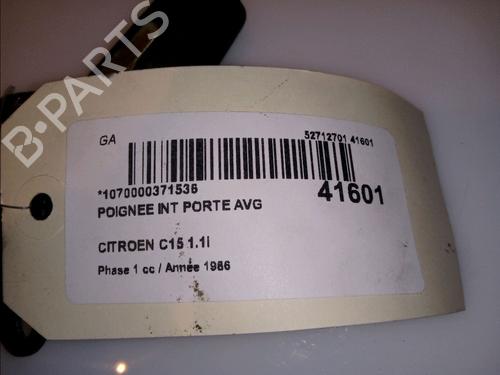 B-PARTS
GA
52712701 41601
*1070000371536
41601
POIGNEE INT PORTE AVG
CITROEN C15 1.1i
Phase 1 cc / Année 1986